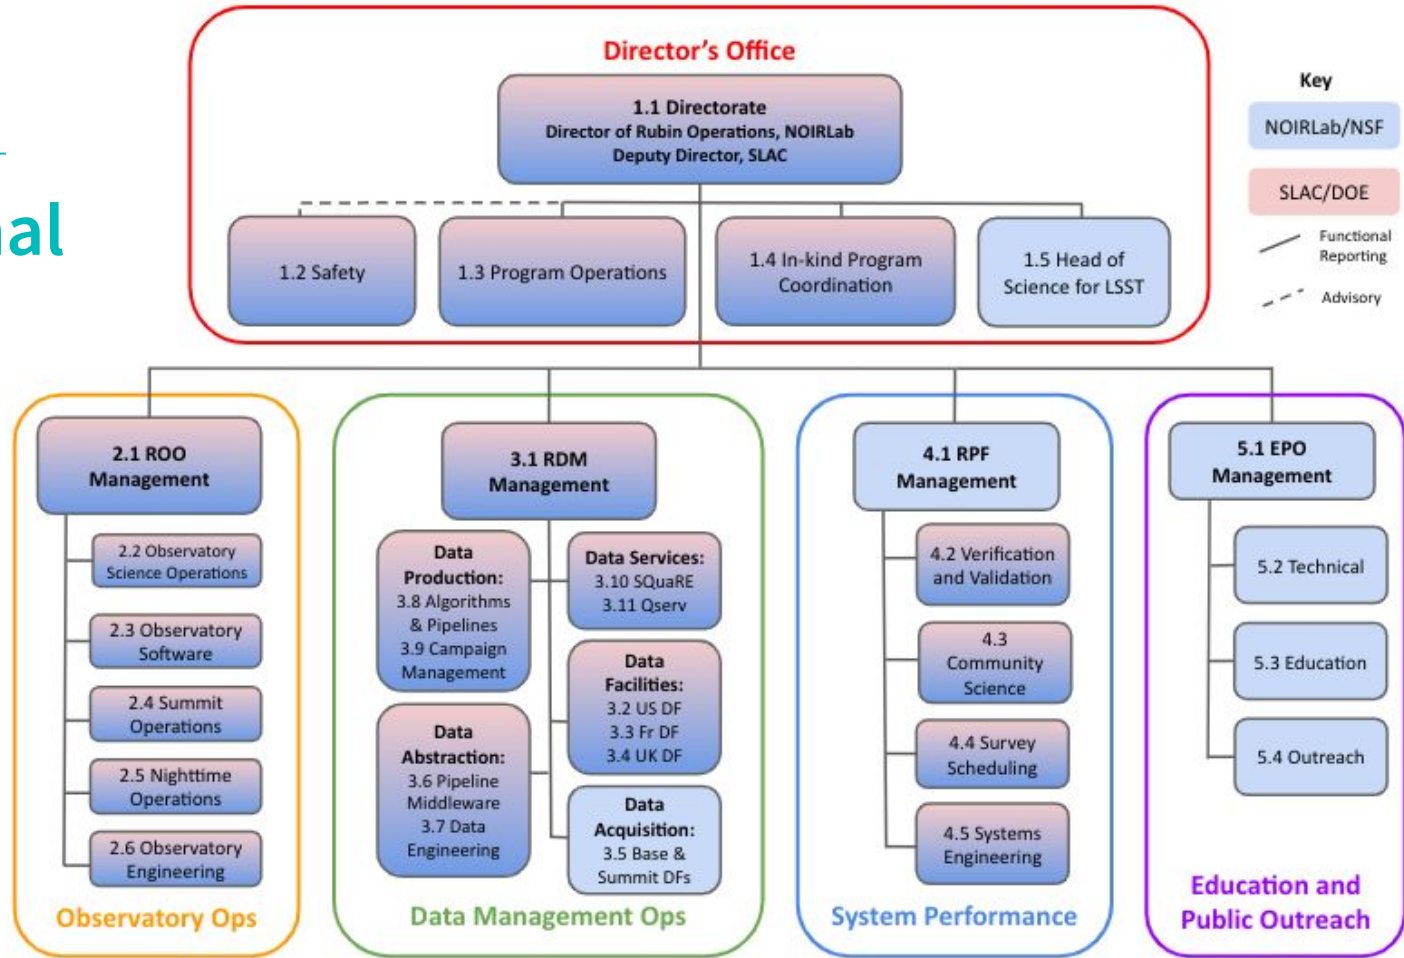 nal
Director's Office
1.1 Directorate
Director of Rubin Operations, NOIRLab
Deputy Director, SLAC
1.2 Safety
1.3 Program Operations
1.4 In-kind Program
Coordination
1.5 Head of
Science for LSST
Key
NOIRLab/NSF
SLAC/DOE
Functional
Reporting
Advisory
2.1 ROO
Management
2.2 Observatory
Science Operations
2.3 Observatory
Software
2.4 Summit
Operations
2.5 Nighttime
Operations
2.6 Observatory
Engineering
Observatory Ops
3.1 RDM
Management
Data
Production:
3.8 Algorithms
& Pipelines
3.9 Campaign
Management
Data
Abstraction:
3.6 Pipeline
Middleware
3.7 Data
Engineering
Data Services:
3.10 SQuaRE
3.11 Qserv
Data
Facilities:
3.2 US DF
3.3 Fr DF
3.4 UK DF
Data
Acquisition:
3.5 Base &
Summit DFs
Data Management Ops
4.1 RPF
Management
4.2 Verification
and Validation
4.3
Community
Science
4.4 Survey
Scheduling
4.5 Systems
Engineering
System Performance
5.1 EPO
Management
5.2 Technical
5.3 Education
5.4 Outreach
Education and
Public Outreach